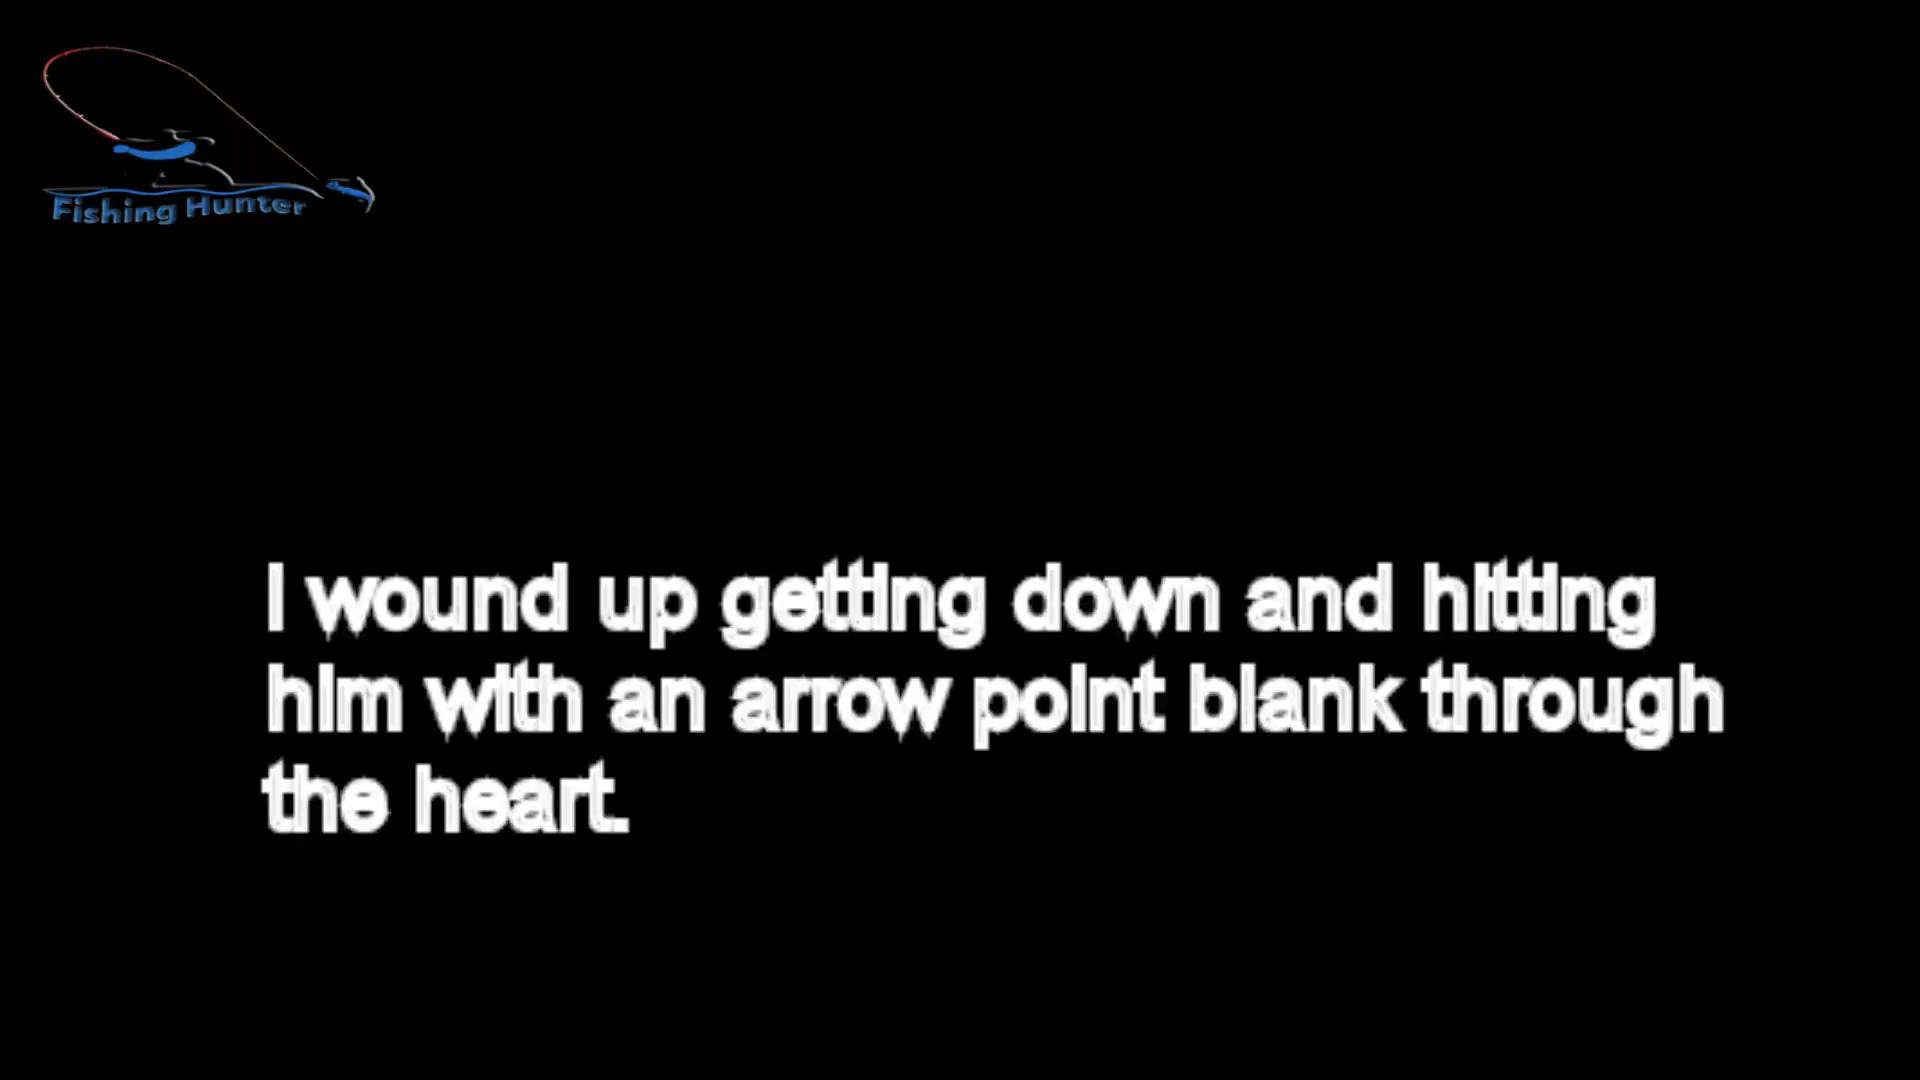 Fishing Hunter
I wound up getting down and hitting
him with an arrow point blank through
the heart.